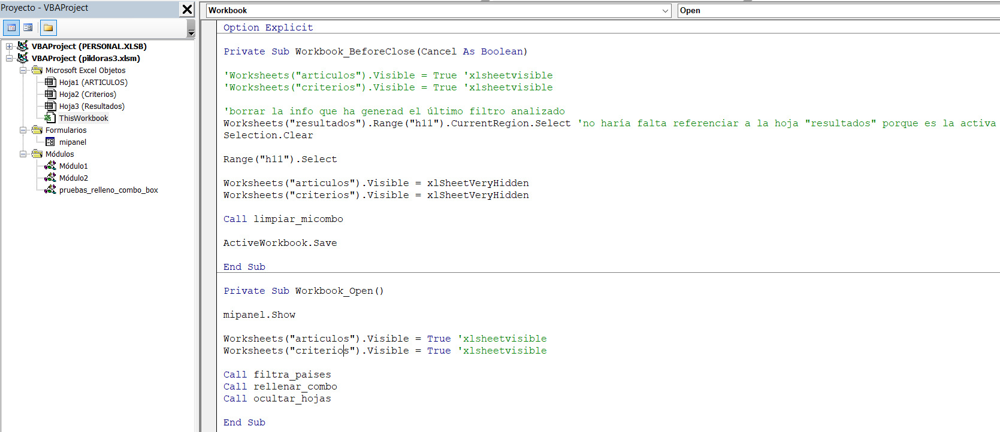 Proyecto - VBAProject
VBAProject (PERSONAL.XLSB)
VBAProject (pildoras3.xlsm)
Microsoft Excel Objetos
Hoja1 (ARTICULOS)
Hoja2 (Criterios)
Hoja3 (Resultados)
ThisWorkbook
Formularios
mipanel
Módulos
Módulo1
Módulo2
pruebas_relleno_combo_box
Workbook
Open
Option Explicit
Private Sub Workbook_BeforeClose(Cancel As Boolean)
'Worksheets("articulos").Visible = True 'xlsheetvisible
'Worksheets("criterios").Visible = True 'xlsheetvisible
'borrar la info que ha generad el último filtro analizado
Worksheets("resultados").Range("h11").CurrentRegion.Select 'no haría falta referenciar a la hoja "resultados" porque es la activa
Selection.Clear
Range("h11").Select
Worksheets("articulos").Visible = xlSheetVeryHidden
Worksheets("criterios").Visible = xlSheetVeryHidden
Call limpiar_micombo
ActiveWorkbook.Save
End Sub
Private Sub Workbook_Open()
mipanel.Show
Worksheets("articulos").Visible = True 'xlsheetvisible
Worksheets("criterios").Visible = True 'xlsheetvisible
Call filtra_paises
Call rellenar_combo
Call ocultar_hojas
End Sub